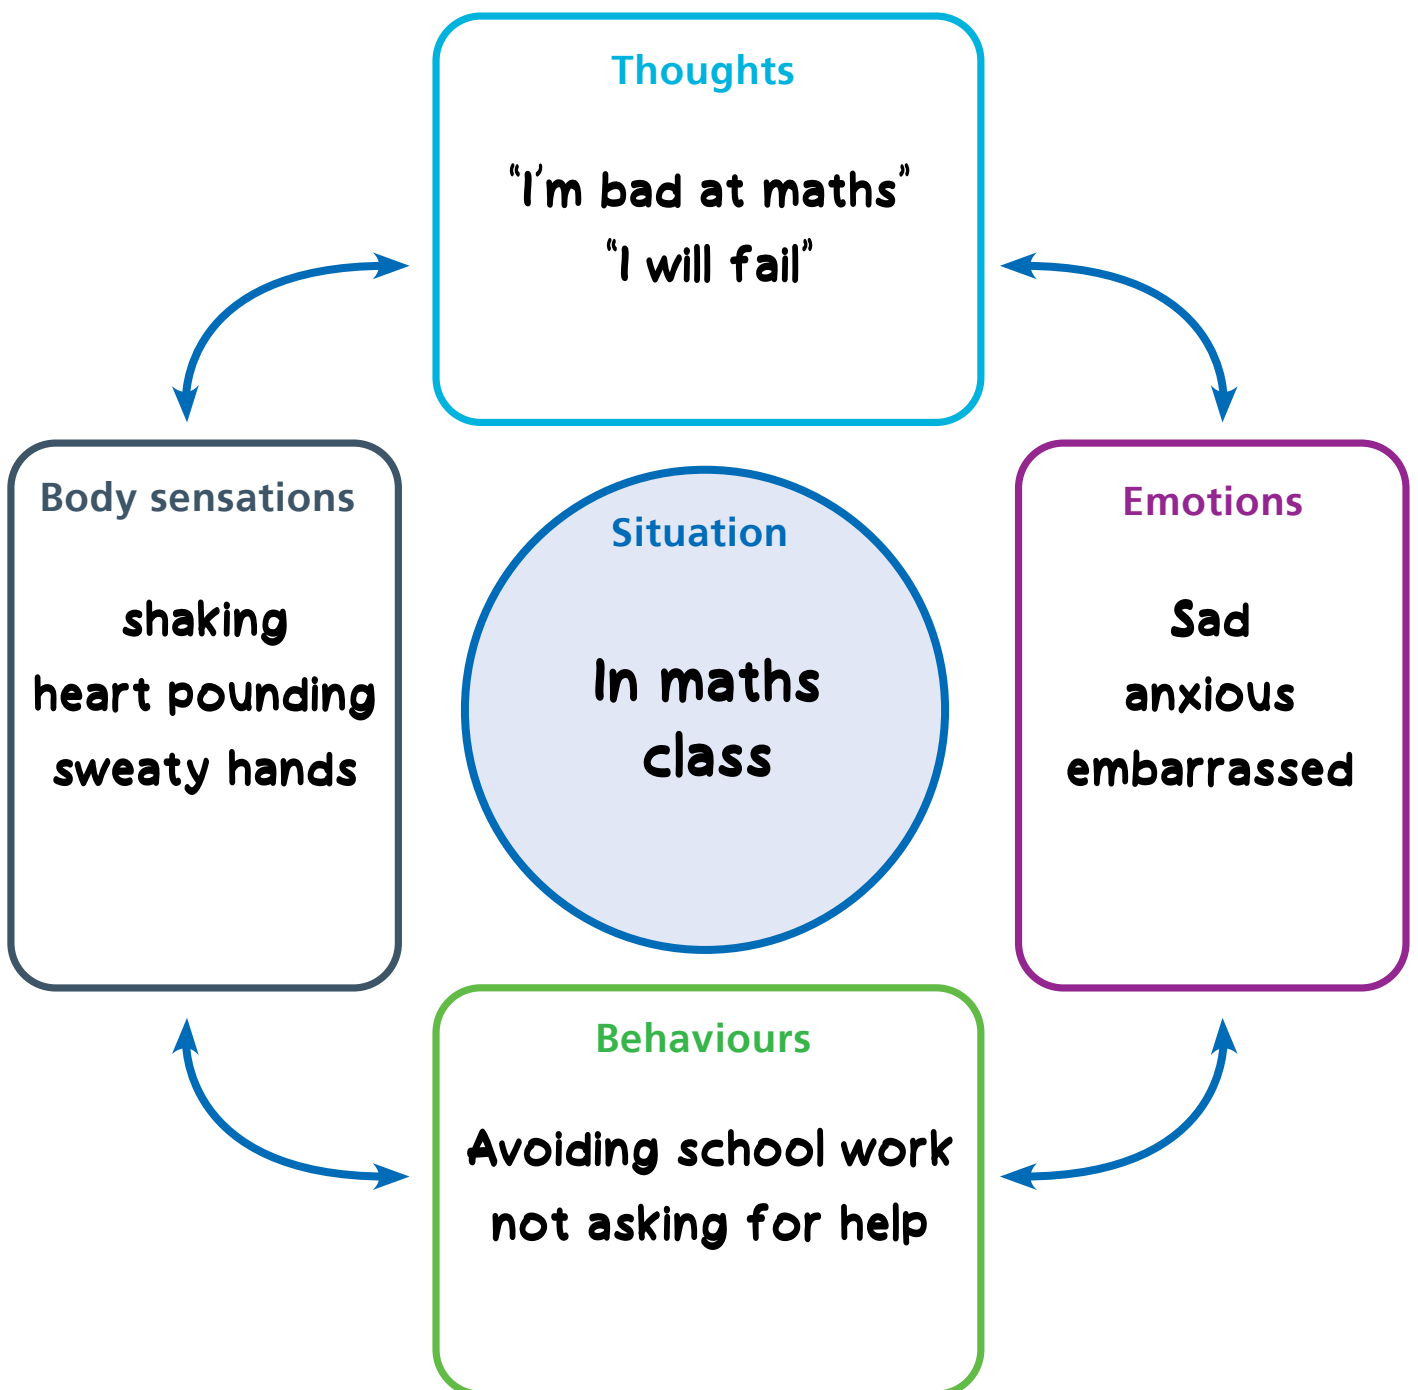 Thoughts
“I’m bad at maths”
“I will fail”
Body sensations
shaking
heart pounding
sweaty hands
Situation
In maths
class
Emotions
Sad
anxious
embarrassed
Behaviours
Avoiding school work
not asking for help